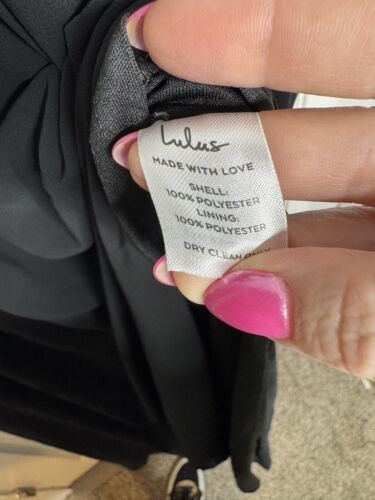 Lulus
MADE WITH LOVE
SHELL:
100% POLYESTER
LINING:
100% POLYESTER
DRY CLEAN ONLY